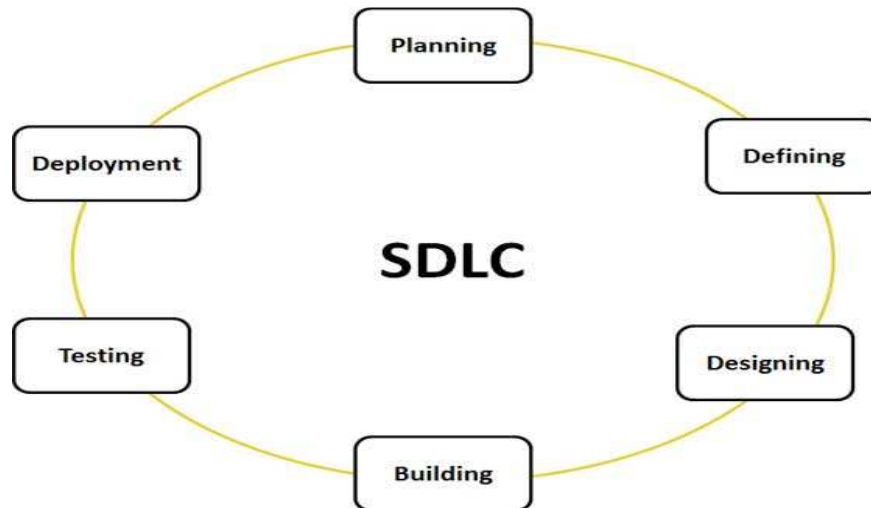 Planning
Defining
Designing
Building
Testing
Deployment
SDLC